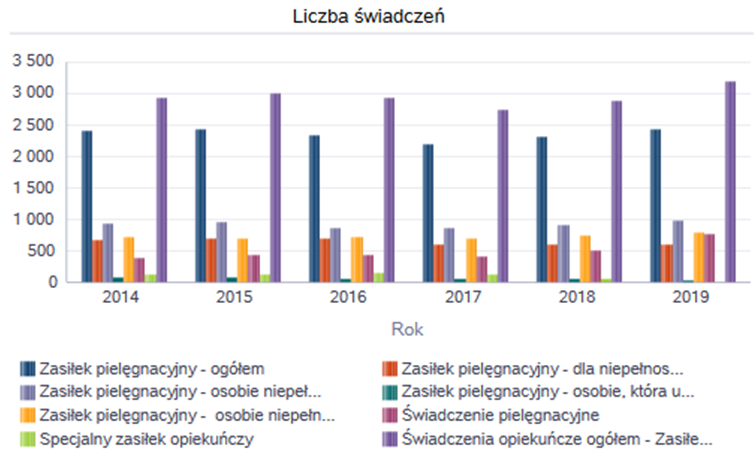 Liczba świadczeń
3 500
3 000
2 500
2 000
1 500
1 000
500
0
2014 2015 2016 2017 2018 2019
Rok
Zasiłek pielęgnacyjny - ogółem
Zasiłek pielęgnacyjny - dla niepełnos...
Zasiłek pielęgnacyjny - osobie niepeł...
Zasiłek pielęgnacyjny - osobie, która u...
Zasiłek pielęgnacyjny - osobie niepełn...
Świadczenie pielęgnacyjne
Specjalny zasiłek opiekuńczy
Świadczenia opiekuńcze ogółem - Zasiłe...